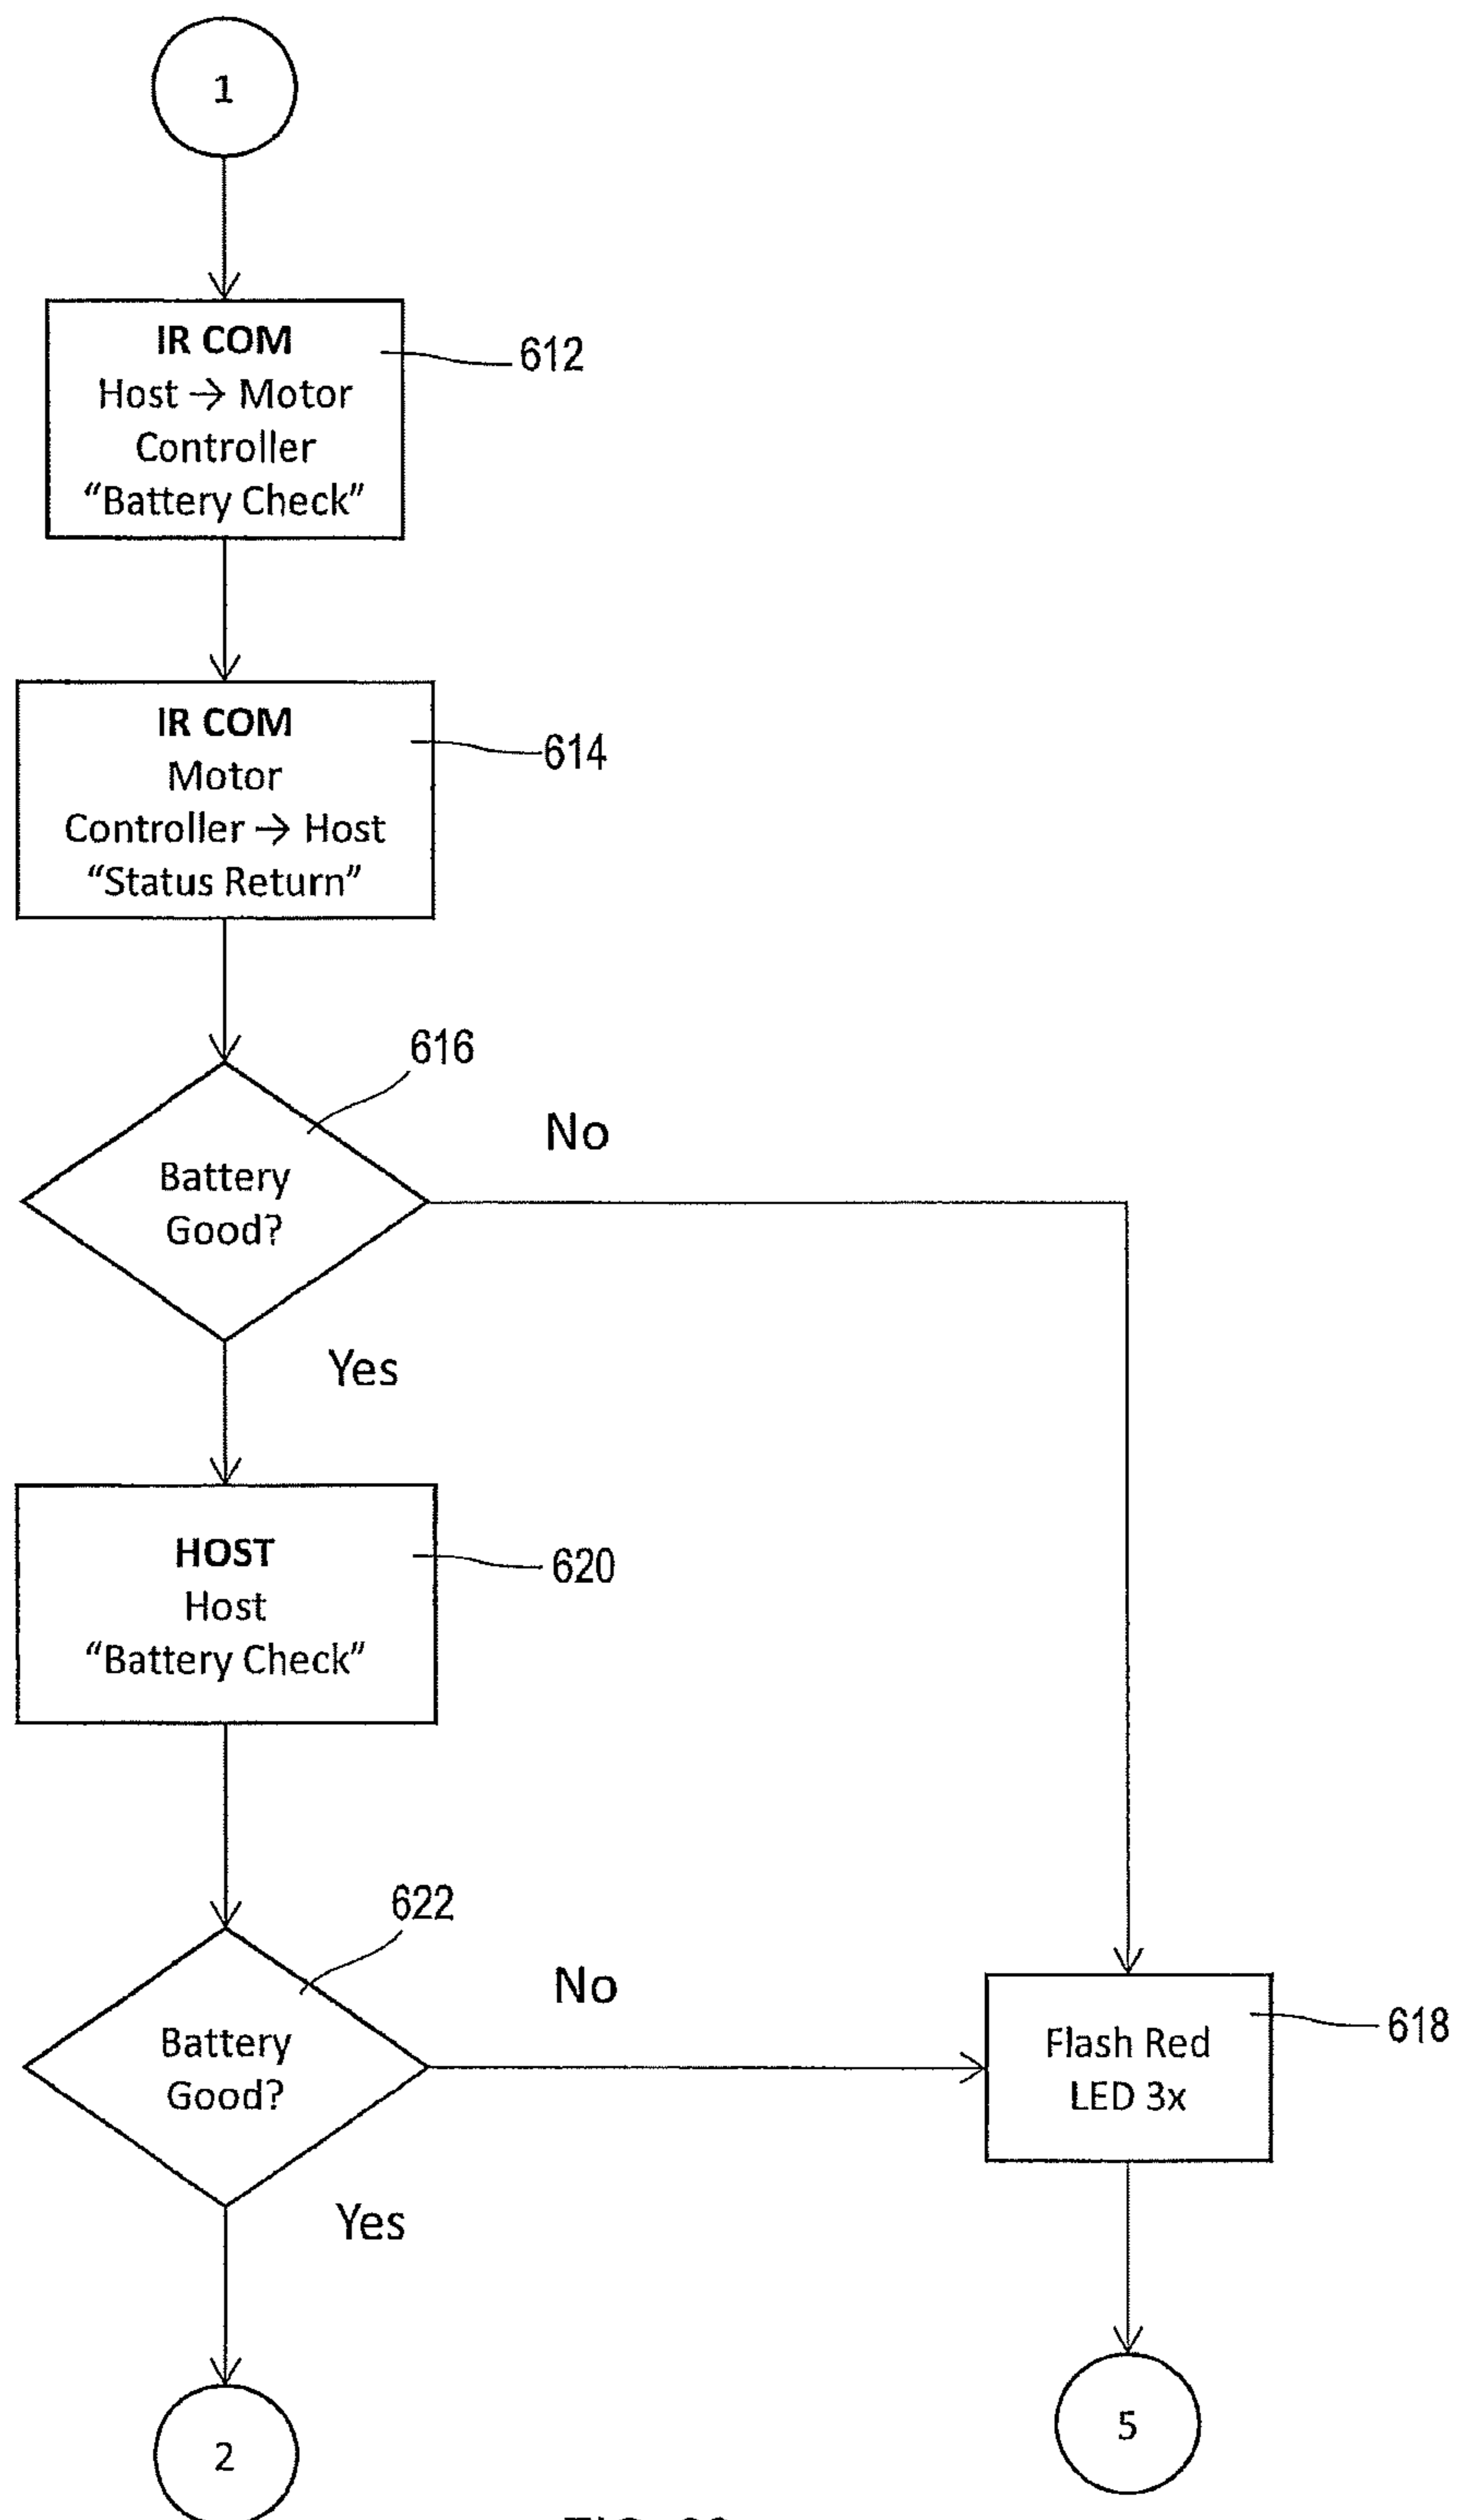 1
IR COM
Host → Motor
Controller
“Battery Check”
612
IR COM
Motor
Controller → Host
“Status Return”
614
616
Battery
Good?
No
Yes
HOST
Host
“Battery Check”
620
622
Battery
Good?
No
Flash Red
LED 3x
618
Yes
2
5